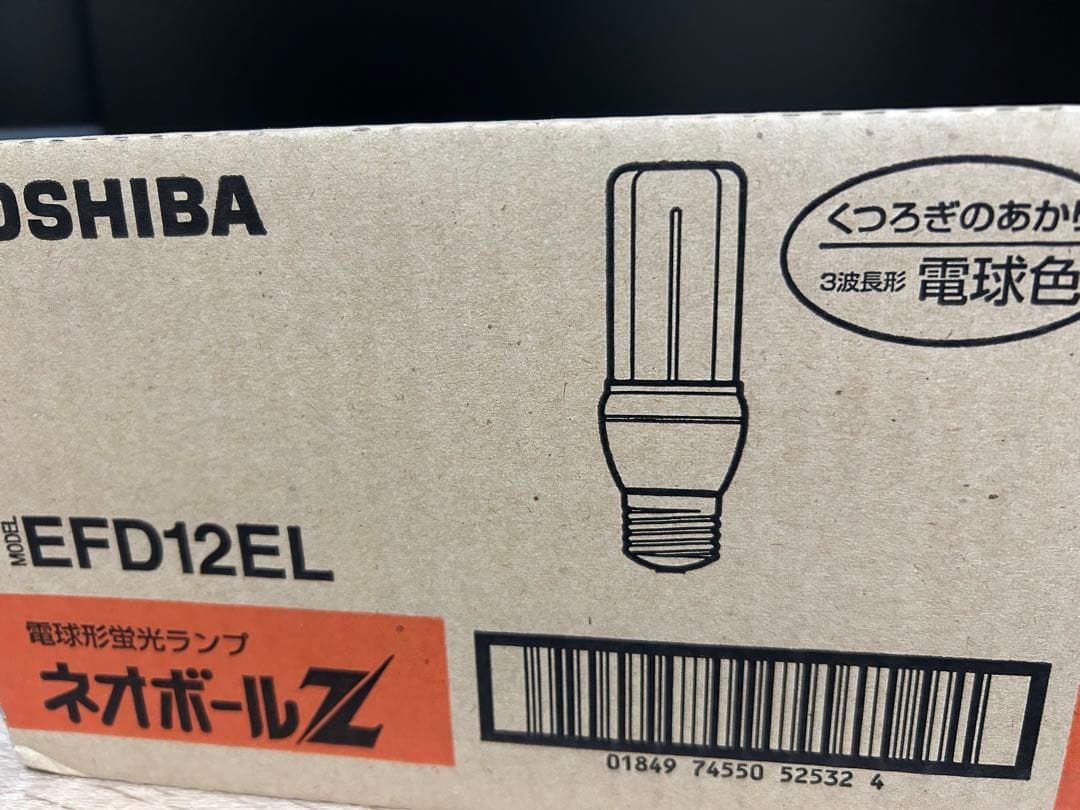 OSHIBA
くつろぎのあかり
3波長形 電球色
MODEL EFD12EL
電球形蛍光ランプ
ネオボールZ
01849 74550 52532 4